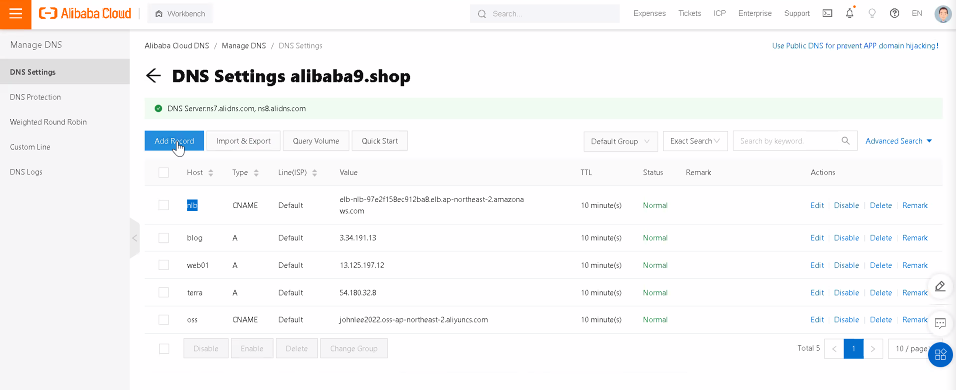 Alibaba Cloud Workbench Search... Expenses Tickets ICP Enterprise Support EN
Manage DNS
DNS Settings
DNS Protection
Weighted Round Robin
Custom Line
DNS Logs
Alibaba Cloud DNS / Manage DNS / DNS Settings Use Public DNS for prevent APP domain hijacking!
DNS Settings alibaba9.shop
DNS Server:ns7.alidns.com, ns8.alidns.com
Add Record Import & Export Query Volume Quick Start Default Group Exact Search Search by keyword Advanced Search
Host Type Line(ISP) Value TTL Status Remark Actions
nlb CNAME Default elb-nlb-97e2f158ec912ba8.elb.ap-northeast-2.amazona 10 minute(s) Normal Edit Disable Delete Remark
ws.com
blog A Default 3.34.191.13 10 minute(s) Normal Edit Disable Delete Remark
web01 A Default 13.125.197.12 10 minute(s) Normal Edit Disable Delete Remark
terra A Default 54.180.32.8 10 minute(s) Normal Edit Disable Delete Remark
oss CNAME Default johnlee2022.oss-ap-northeast-2.aliyuncs.com 10 minute(s) Normal Edit Disable Delete Remark
Disable Enable Delete Change Group Total 5 < 1 > 10 / page